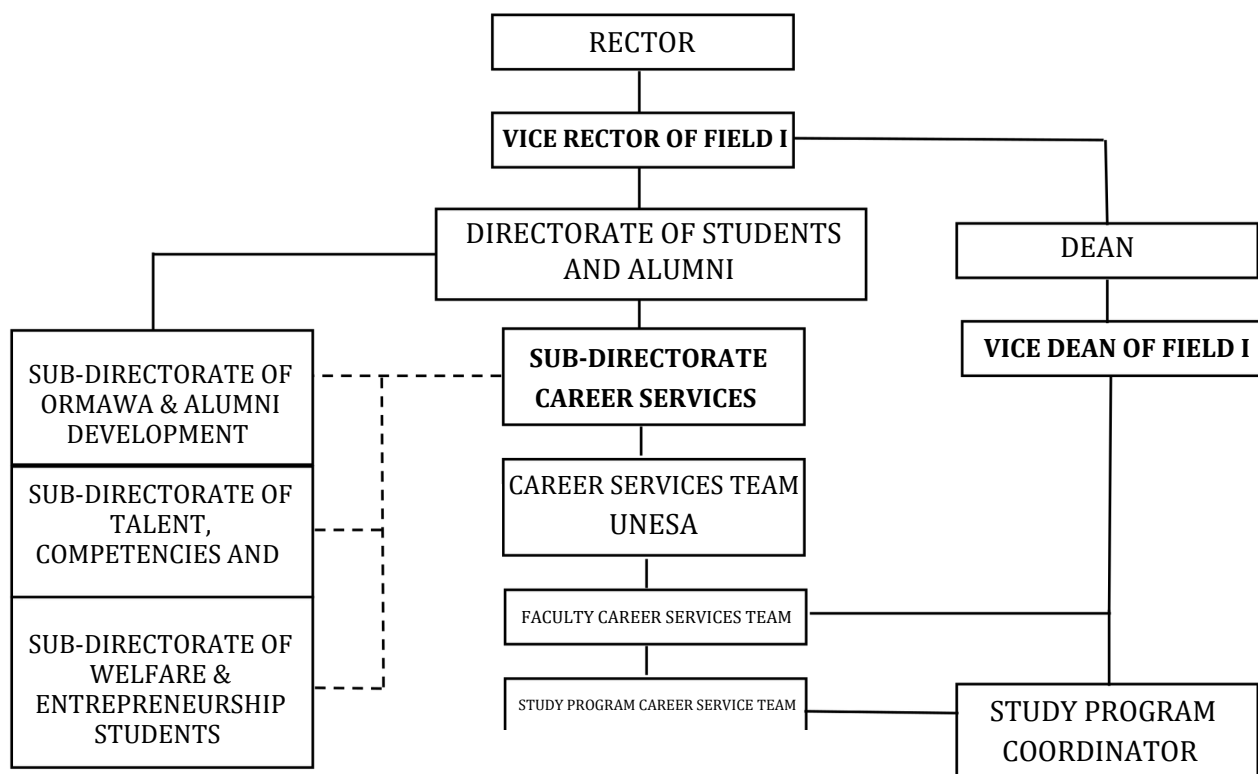 RECTOR
VICE RECTOR OF FIELD I
DIRECTORATE OF STUDENTS
AND ALUMNI
DEAN
VICE DEAN OF FIELD I
SUB-DIRECTORATE OF
ORMAWA & ALUMNI
DEVELOPMENT
SUB-DIRECTORATE
CAREER SERVICES
SUB-DIRECTORATE OF
TALENT,
COMPETENCIES AND
CAREER SERVICES TEAM
UNESA
FACULTY CAREER SERVICES TEAM
SUB-DIRECTORATE OF
WELFARE &
ENTREPRENEURSHIP
STUDENTS
STUDY PROGRAM CAREER SERVICE TEAM
STUDY PROGRAM
COORDINATOR